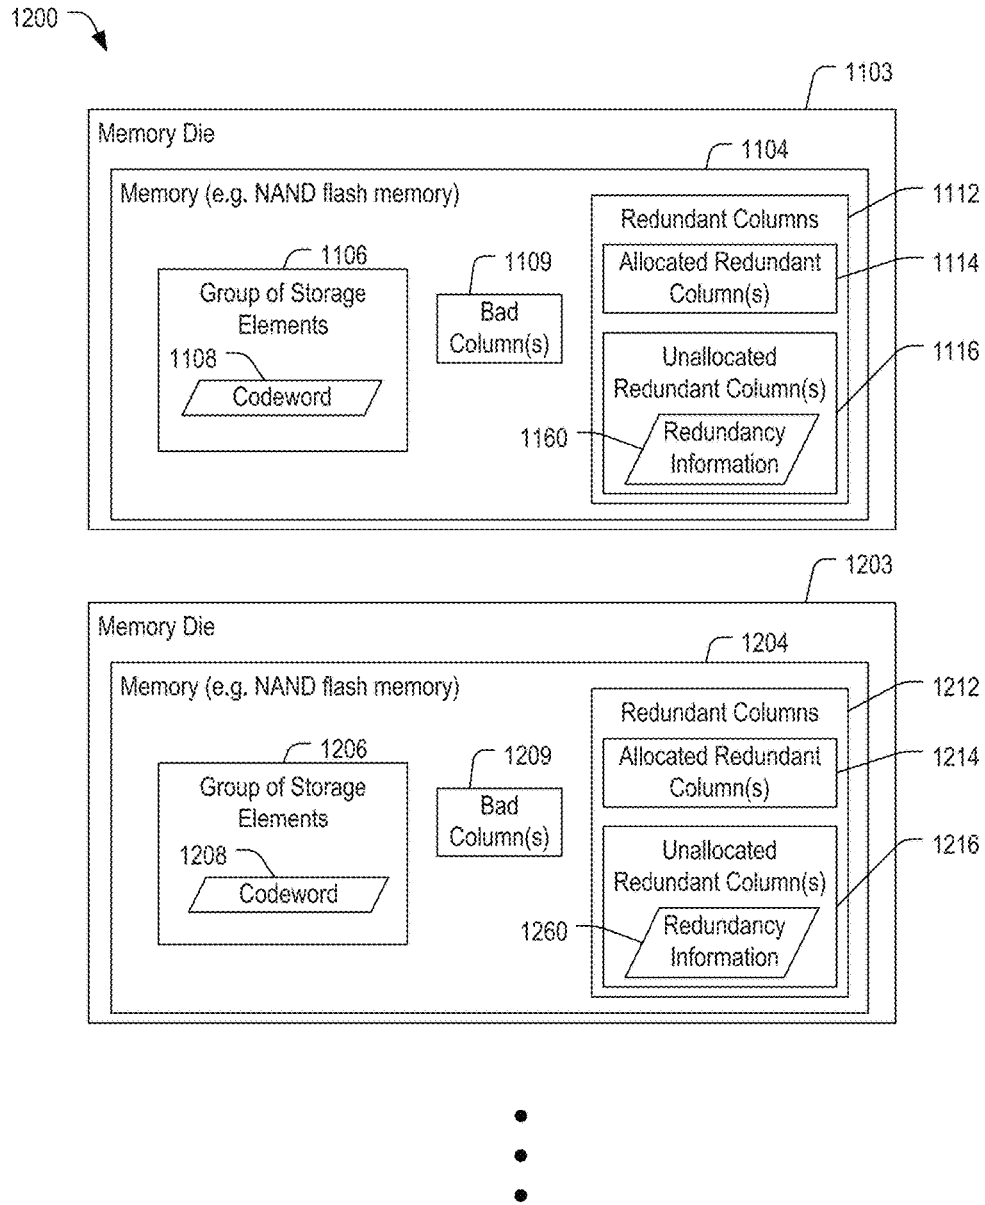 1200
1103
Memory Die
1104
Memory (e.g. NAND flash memory)
1112
Redundant Columns
1106
1109
1114
Allocated Redundant
Column(s)
Group of Storage
Elements
Bad
Column(s)
1108
Codeword
1116
Unallocated
Redundant Column(s)
1160
Redundancy
Information
1203
Memory Die
1204
Memory (e.g. NAND flash memory)
1212
Redundant Columns
1206
1209
1214
Allocated Redundant
Column(s)
Group of Storage
Elements
Bad
Column(s)
1208
Codeword
1216
Unallocated
Redundant Column(s)
1260
Redundancy
Information